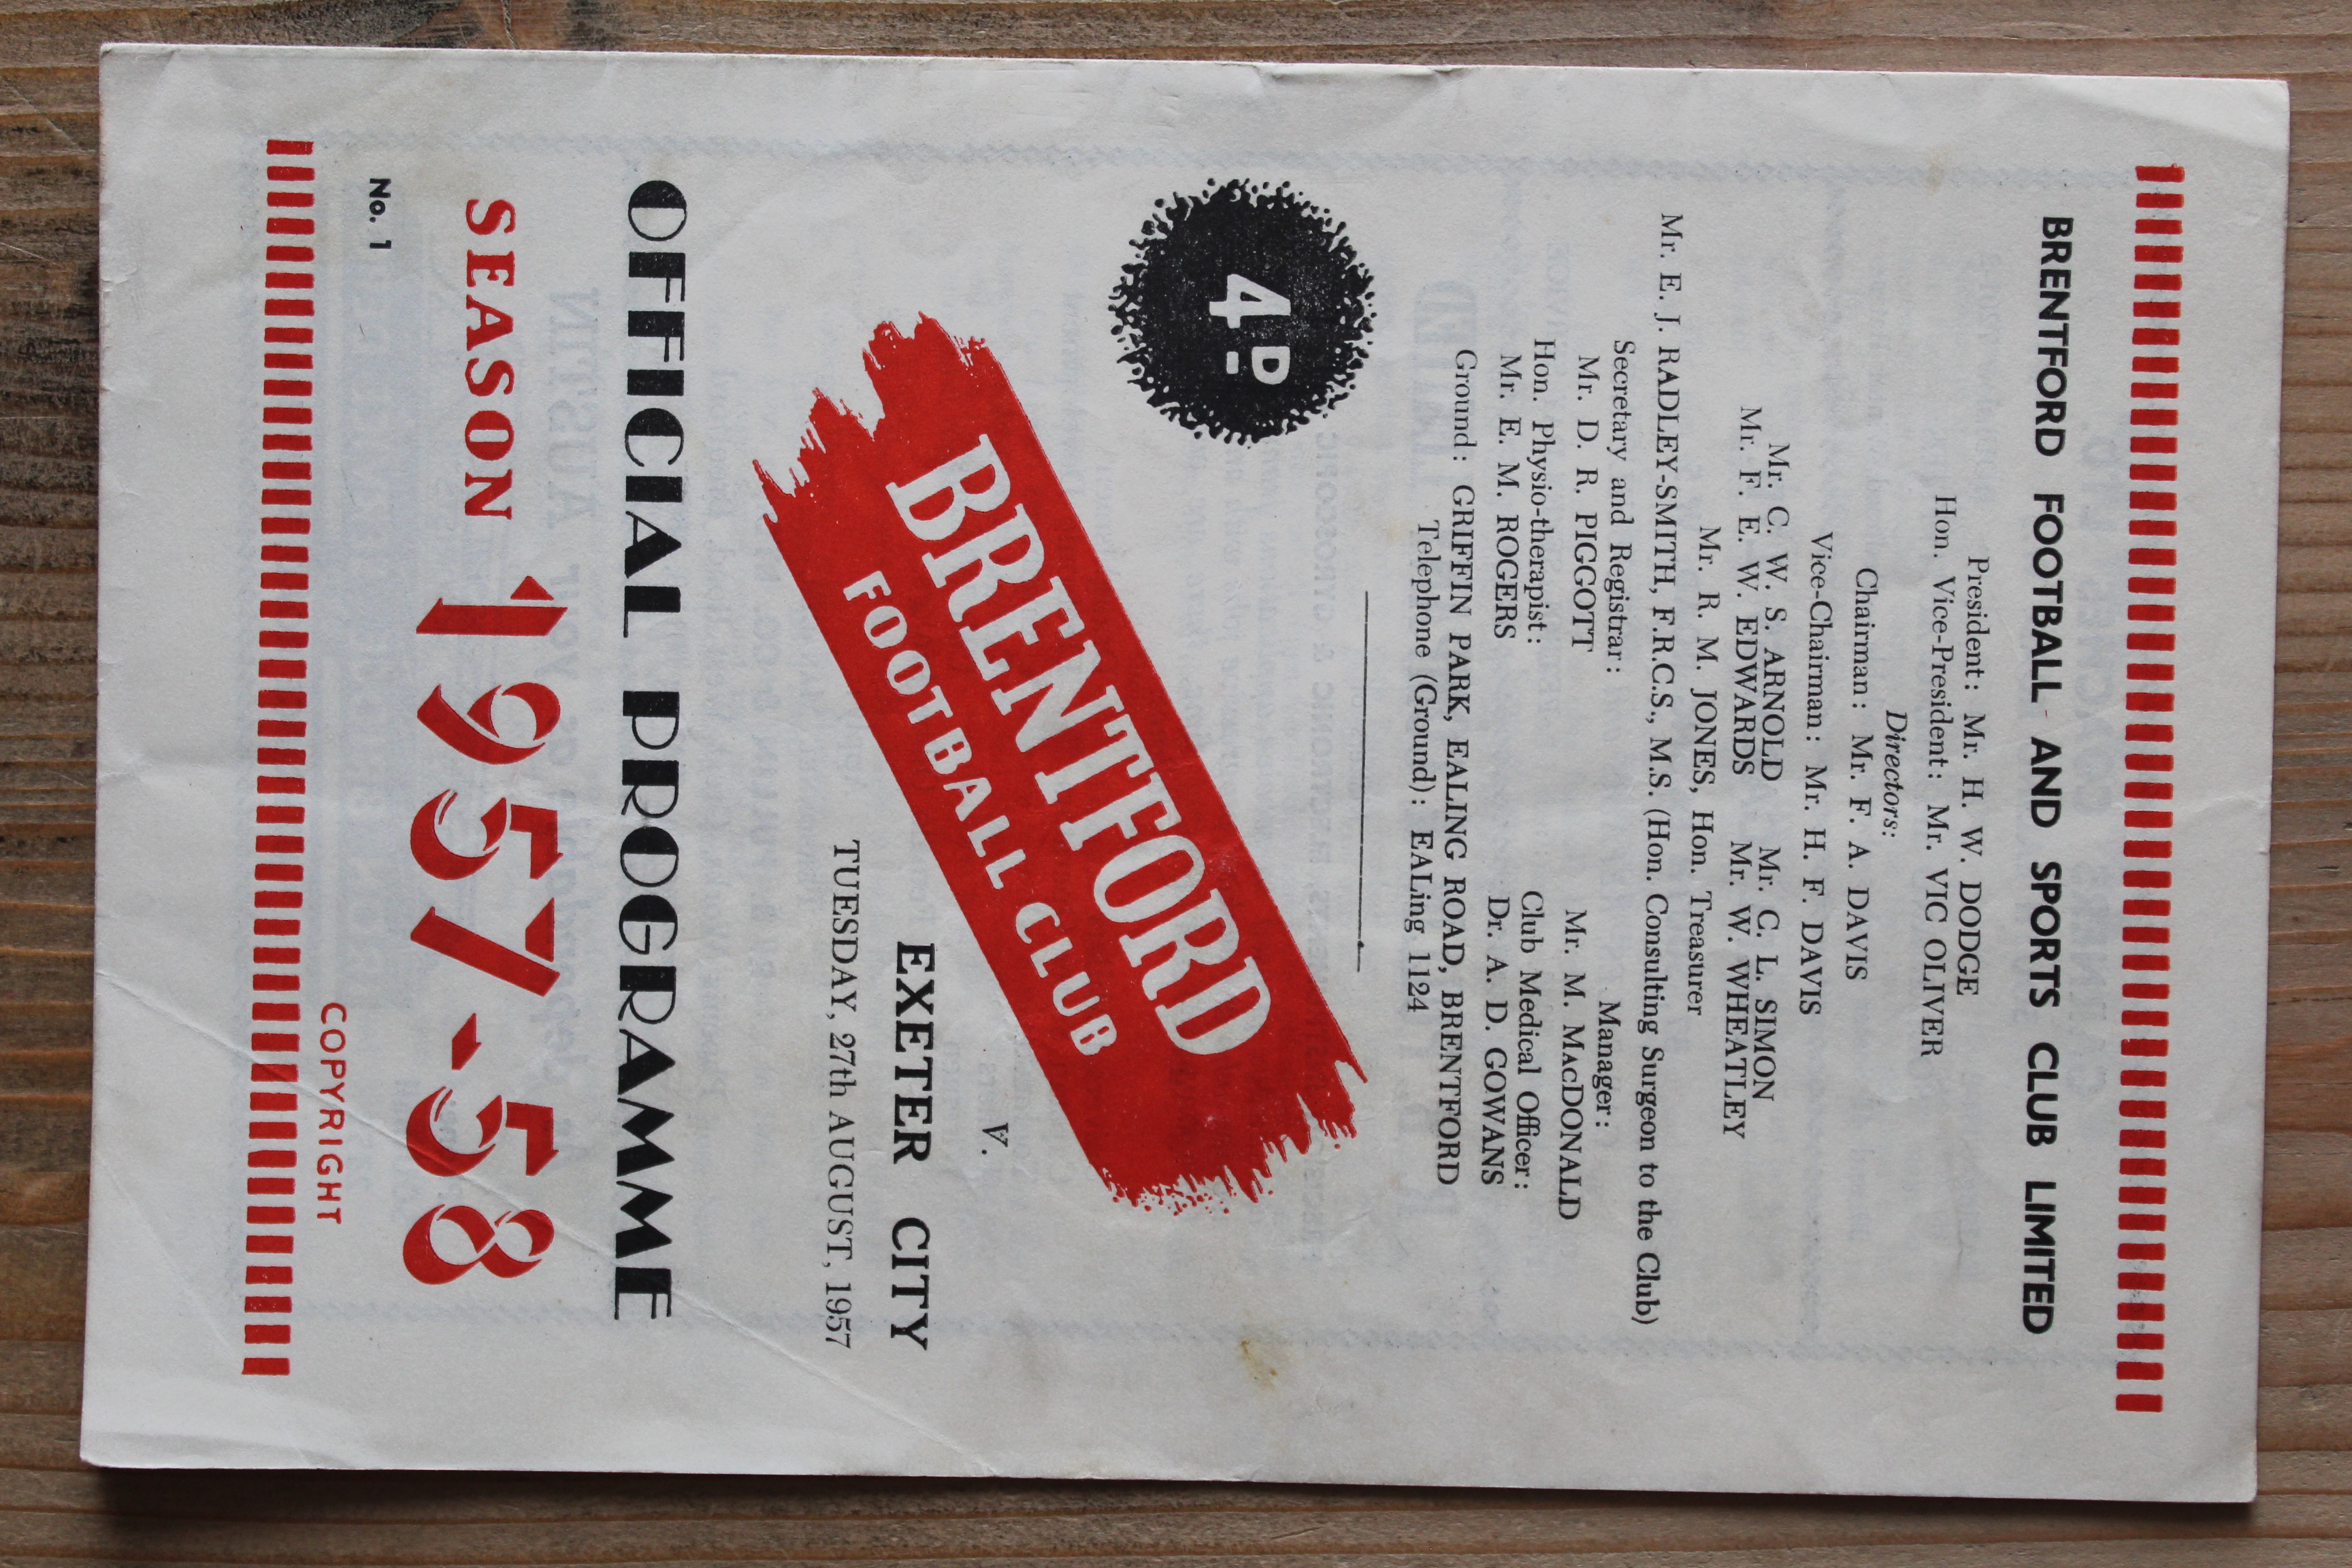 BRENTFORD FOOTBALL AND SPORTS CLUB LIMITED
President: Mr. H. W. DODGE
Hon. Vice-President: Mr. VIC OLIVER
Directors:
Chairman: Mr. F. A. DAVIS
Vice-Chairman: Mr. H. F. DAVIS
Mr. C. W. S. ARNOLD Mr. C. L. SIMON
Mr. F. E. W. EDWARDS Mr. W. WHEATLEY
Mr. R. M. JONES, Hon. Treasurer
Mr. E. J. RADLEY-SMITH, F.R.C.S., M.S. (Hon. Consulting Surgeon to the Club)
Secretary and Registrar: Manager:
Mr. D. R. PIGGOTT Mr. M. MACDONALD
Hon. Physio-therapist: Club Medical Officer:
Mr. E. M. ROGERS Dr. A. D. GOWANS
Ground: GRIFFIN PARK, EALING ROAD, BRENTFORD
Telephone (Ground): EALing 1124
4D
BRENTFORD
FOOTBALL CLUB
v.
EXETER CITY
TUESDAY, 27th AUGUST, 1957
OFFICIAL PROGRAMME
SEASON 1957-58
No. 1
COPYRIGHT